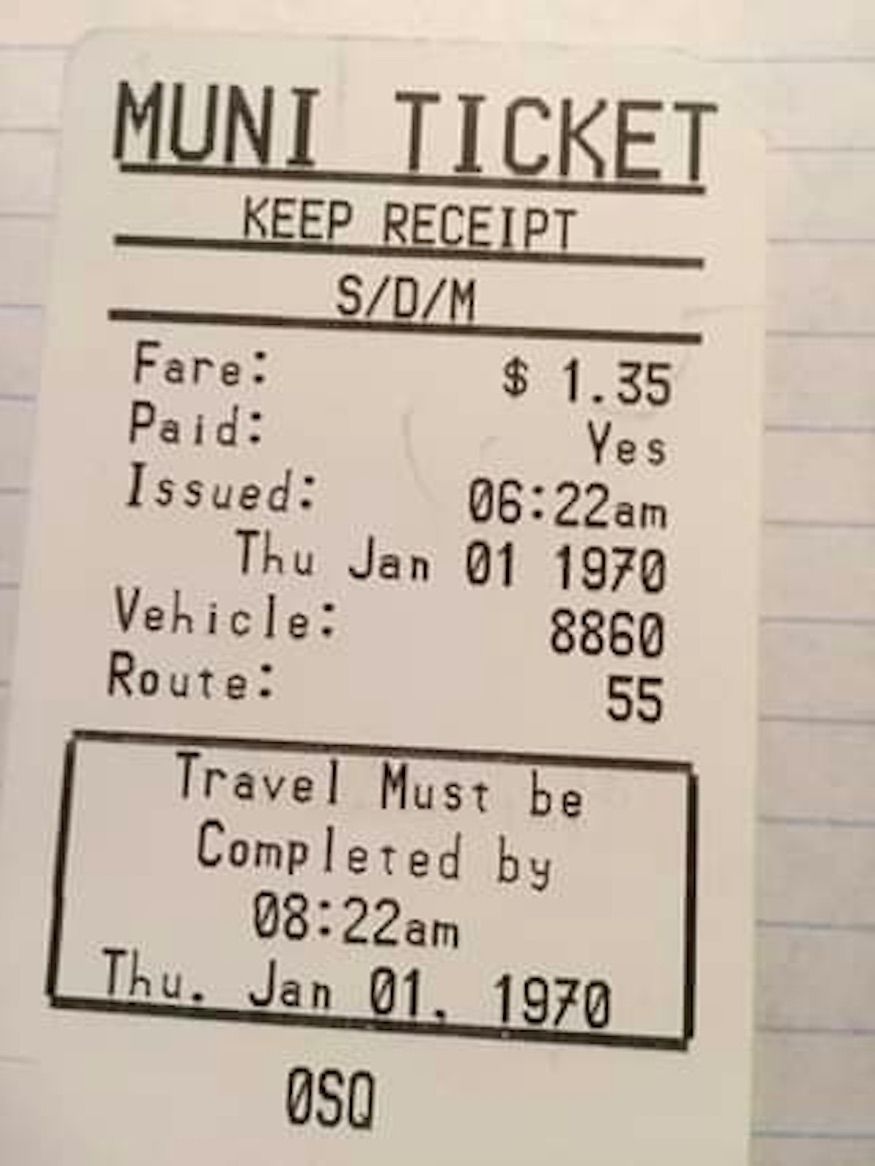 MUNI TICKET
KEEP RECEIPT
S/D/M
Fare: $ 1.35
Paid: Yes
Issued: 06:22am
Thu Jan 01 1970
Vehicle: 8860
Route: 55
Travel Must be
Completed by
08:22am
Thu. Jan 01, 1970
0SQ